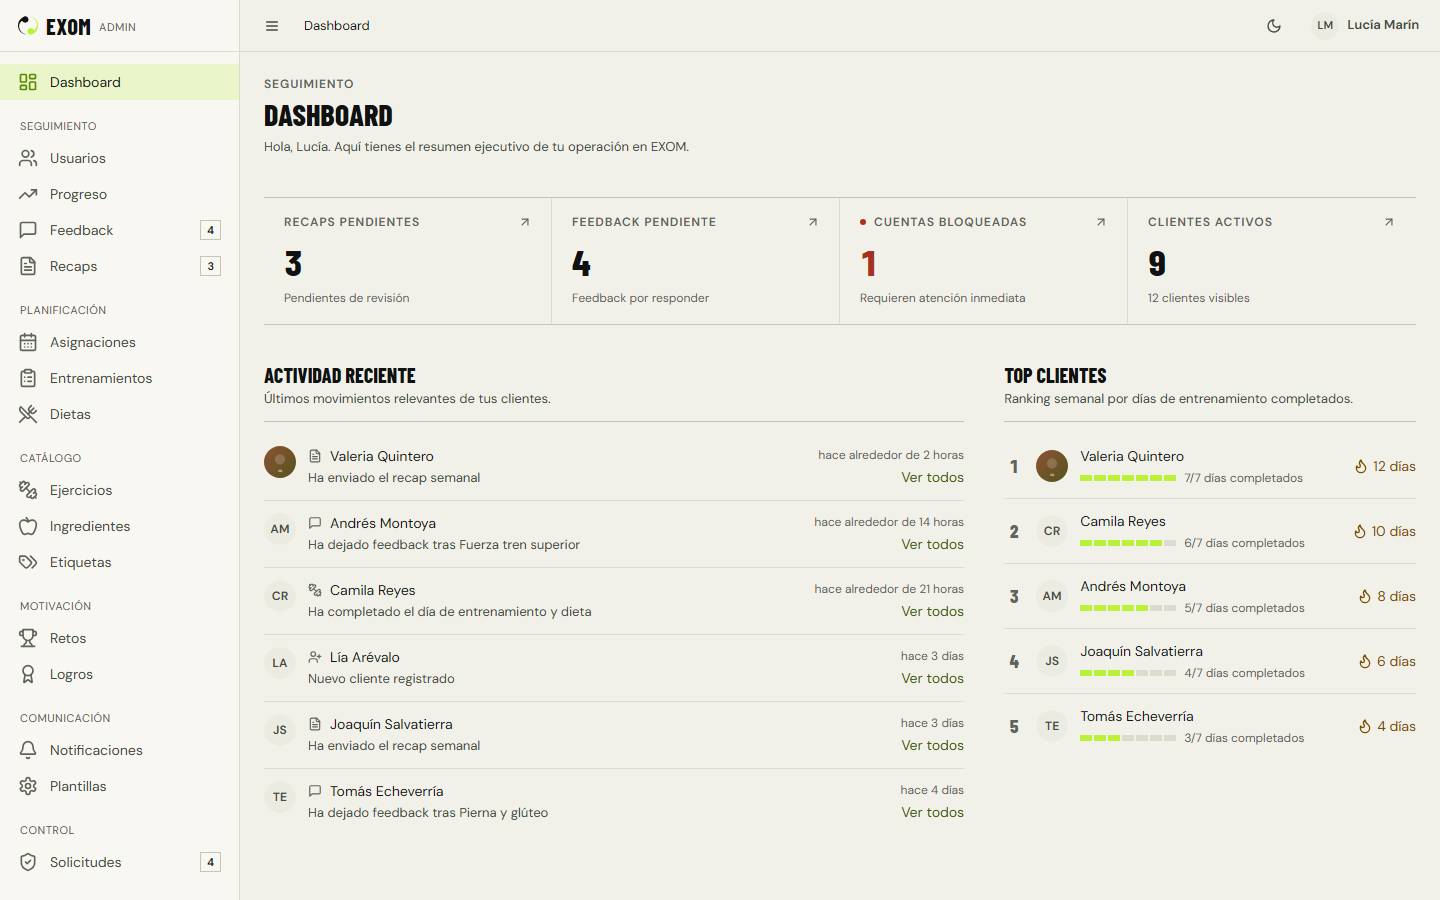 EXOM ADMIN
Dashboard
SEGUIMIENTO
Usuarios
Progreso
Feedback 4
Recaps 3
PLANIFICACIÓN
Asignaciones
Entrenamientos
Dietas
CATÁLOGO
Ejercicios
Ingredientes
Etiquetas
MOTIVACIÓN
Retos
Logros
COMUNICACIÓN
Notificaciones
Plantillas
CONTROL
Solicitudes 4
Dashboard
LM Lucía Marín
SEGUIMIENTO
DASHBOARD
Hola, Lucía. Aquí tienes el resumen ejecutivo de tu operación en EXOM.
RECAPS PENDIENTES
3
Pendientes de revisión
FEEDBACK PENDIENTE
4
Feedback por responder
CUENTAS BLOQUEADAS
1
Requieren atención inmediata
CLIENTES ACTIVOS
9
12 clientes visibles
ACTIVIDAD RECIENTE
Últimos movimientos relevantes de tus clientes.
Valeria Quintero hace alrededor de 2 horas
Ha enviado el recap semanal Ver todos
AM Andrés Montoya hace alrededor de 14 horas
Ha dejado feedback tras Fuerza tren superior Ver todos
CR Camila Reyes hace alrededor de 21 horas
Ha completado el día de entrenamiento y dieta Ver todos
LA Lía Arévalo hace 3 días
Nuevo cliente registrado Ver todos
JS Joaquín Salvatierra hace 3 días
Ha enviado el recap semanal Ver todos
TE Tomás Echeverría hace 4 días
Ha dejado feedback tras Pierna y glúteo Ver todos
TOP CLIENTES
Ranking semanal por días de entrenamiento completados.
1 Valeria Quintero 12 días
7/7 días completados
2 CR Camila Reyes 10 días
6/7 días completados
3 AM Andrés Montoya 8 días
5/7 días completados
4 JS Joaquín Salvatierra 6 días
4/7 días completados
5 TE Tomás Echeverría 4 días
3/7 días completados